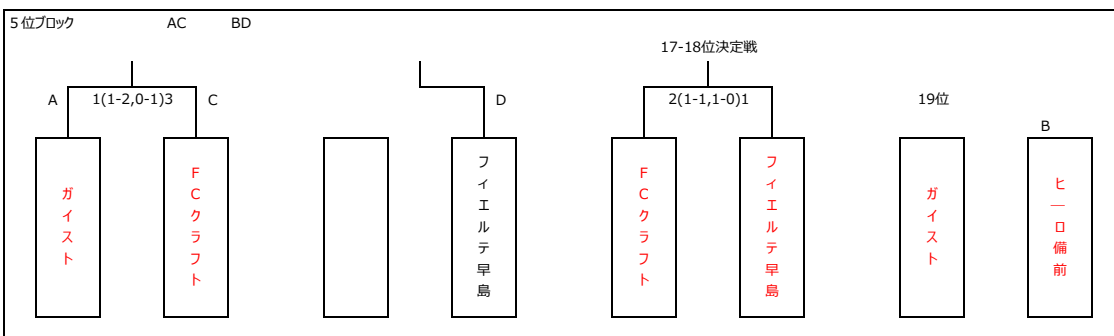 5位ブロック AC BD
17-18位決定戦
A 1(1-2,0-1)3 C
D
2(1-1,1-0)1
19位
B
ガイスト
FCクラフト
フィエルテ早島
FCクラフト
フィエルテ早島
ガイスト
ヒーロ備前